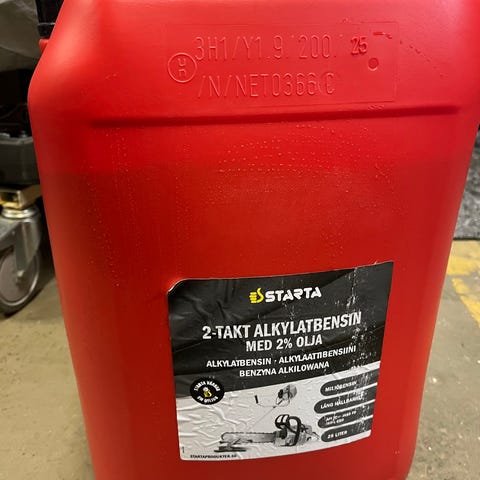 3H1/Y1.9 200. 25
/N/NET0366 C
STARTA
2-TAKT ALKYLATBENSIN
MED 2% OLJA
ALKYLATBENSIN · ALKYLAATTIBENSIINI
BENZYNA ALKILOWANA
MILJÖBENSIN
LÅNG HÅLLBARHET
25 LITER
STARTAPRODUKTER.SE